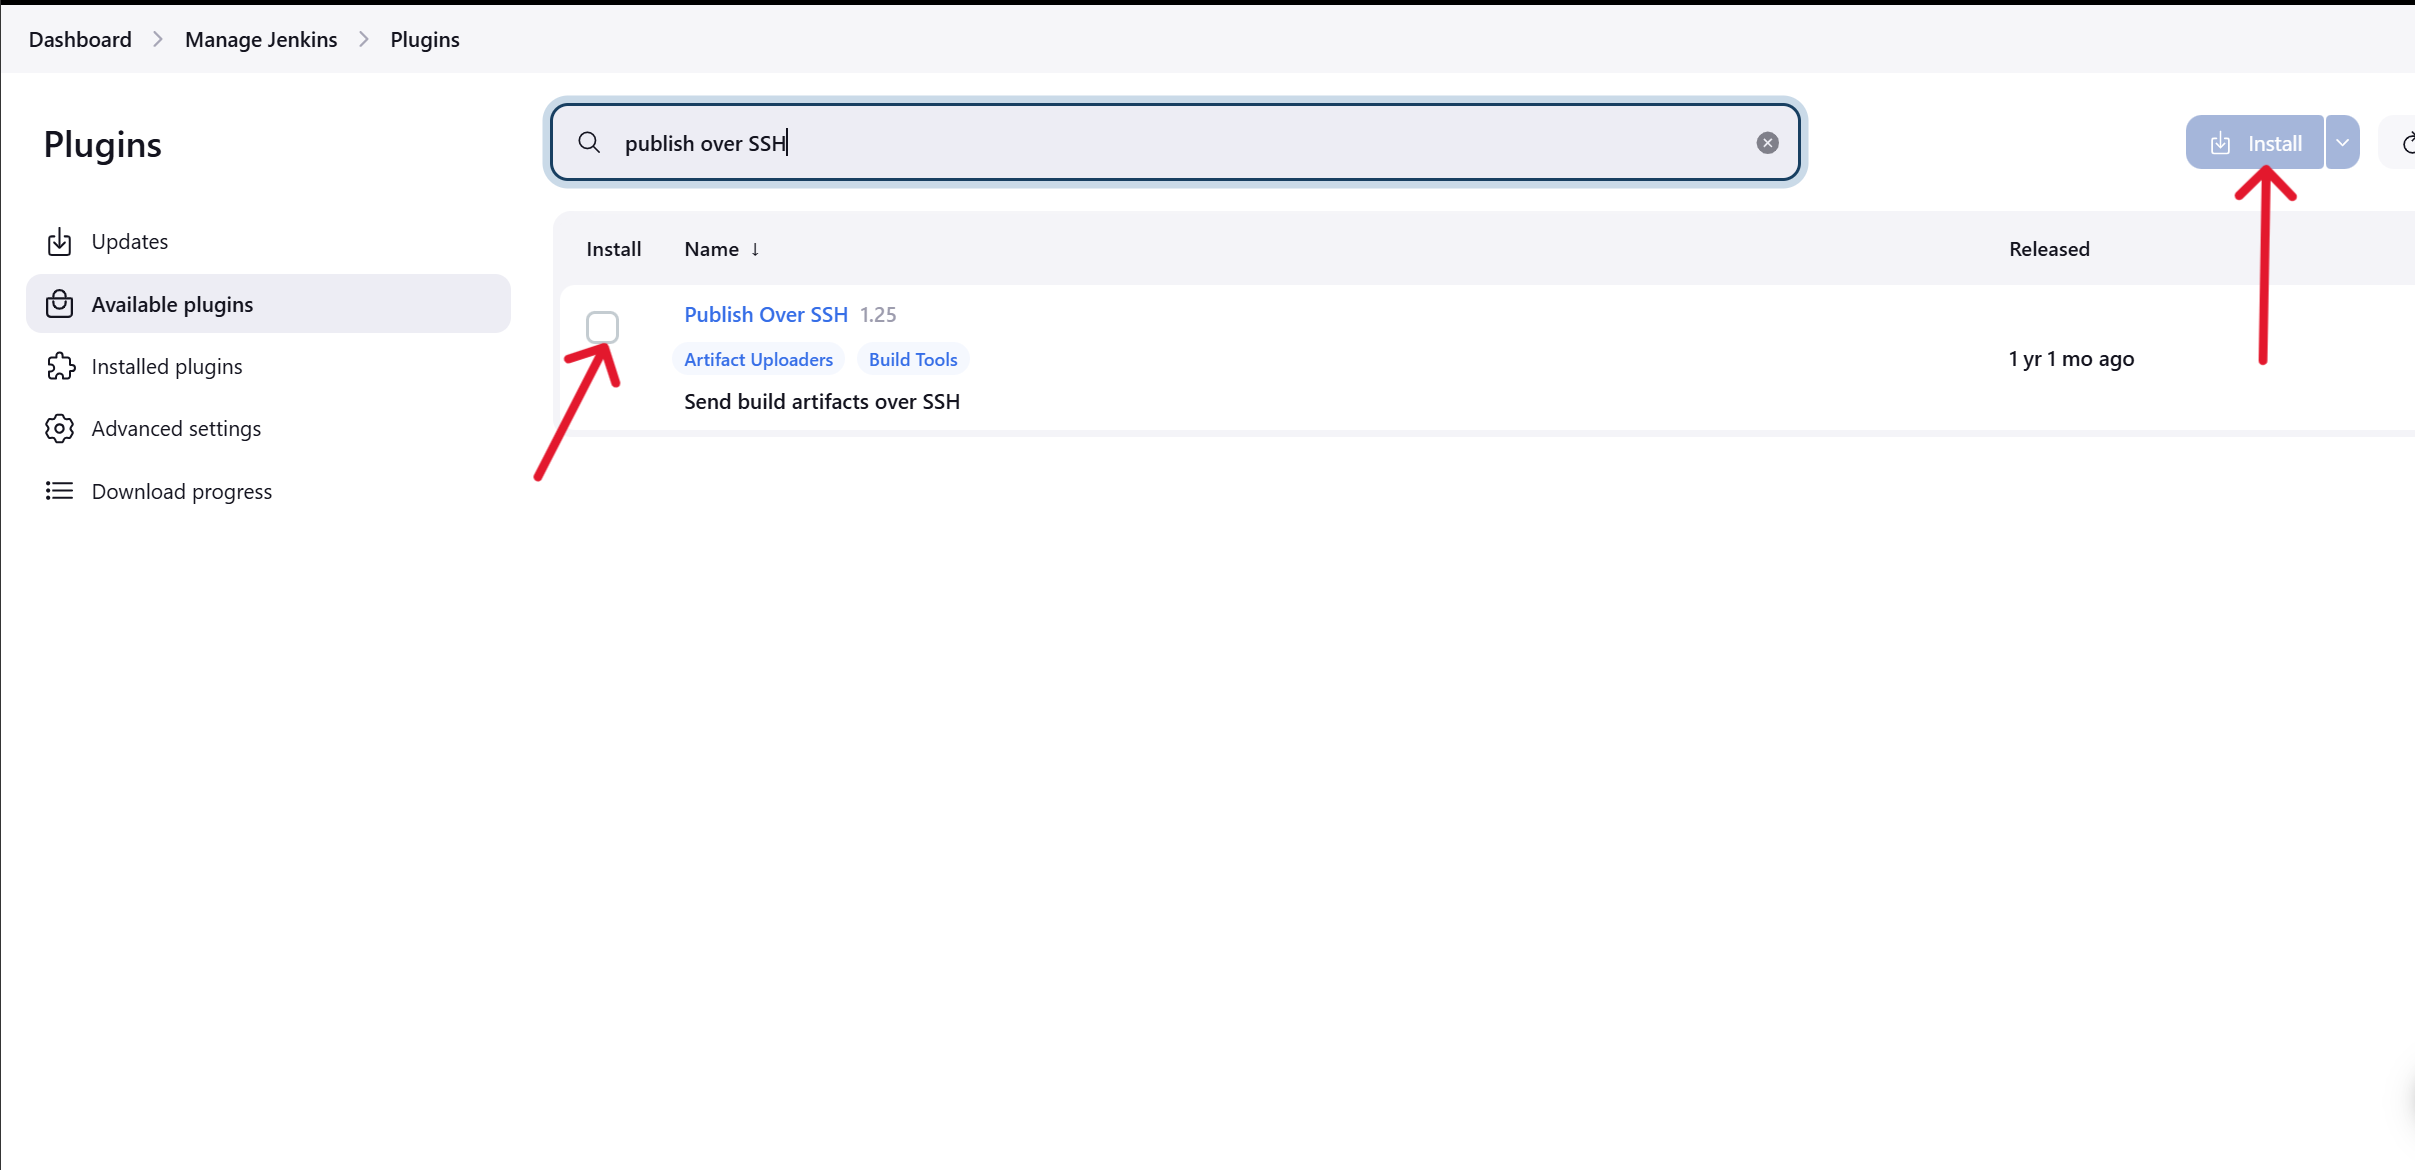 Dashboard
Manage Jenkins
Plugins
Plugins
publish over SSH
Install
Updates
Available plugins
Installed plugins
Advanced settings
Download progress
Install
Name ↓
Released
Publish Over SSH 1.25
Artifact Uploaders
Build Tools
Send build artifacts over SSH
1 yr 1 mo ago